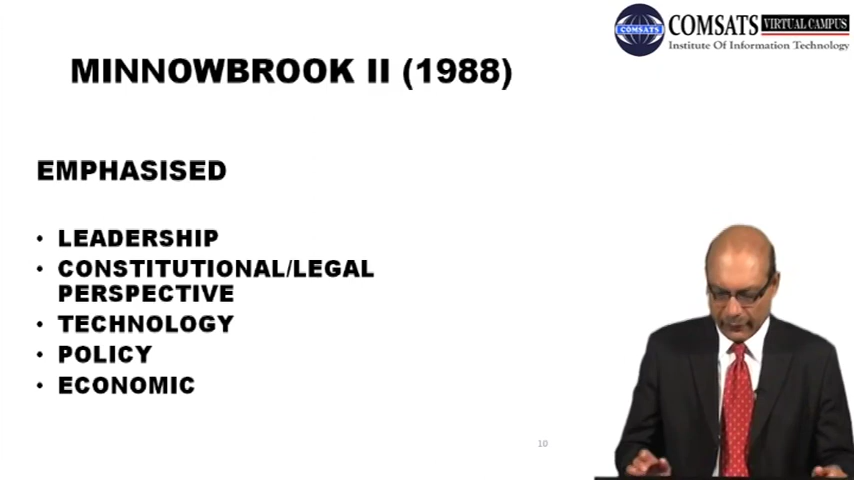 COMSATS VIRTUAL CAMPUS
Institute Of Information Technology
COMSATS
MINNOWBROOK II (1988)
EMPHASISED
• LEADERSHIP
• CONSTITUTIONAL/LEGAL
PERSPECTIVE
• TECHNOLOGY
• POLICY
• ECONOMIC
10